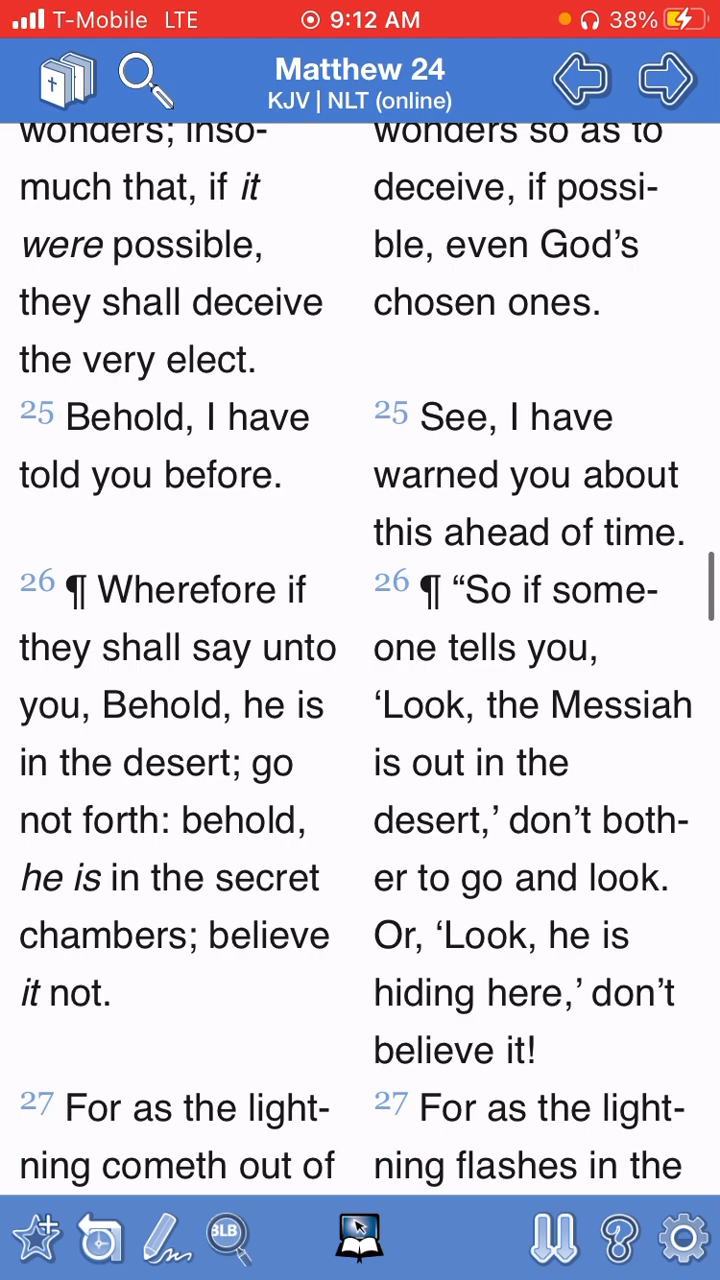 T-Mobile LTE 9:12 AM 38%
Matthew 24
KJV | NLT (online)
wonders; inso-
much that, if it
were possible,
they shall deceive
the very elect.
25 Behold, I have
told you before.
26 ¶ Wherefore if
they shall say unto
you, Behold, he is
in the desert; go
not forth: behold,
he is in the secret
chambers; believe
it not.
27 For as the light-
ning cometh out of
wonders so as to
deceive, if possi-
ble, even God’s
chosen ones.
25 See, I have
warned you about
this ahead of time.
26 ¶ “So if some-
one tells you,
‘Look, the Messiah
is out in the
desert,’ don’t both-
er to go and look.
Or, ‘Look, he is
hiding here,’ don’t
believe it!
27 For as the light-
ning flashes in the
BLB